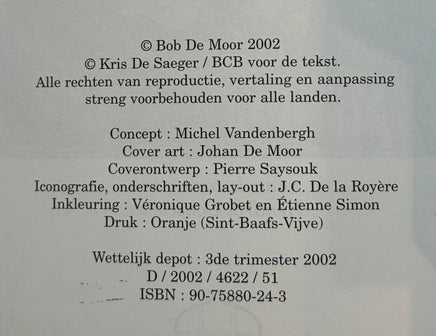 © Bob De Moor 2002
© Kris De Saeger / BCB voor de tekst.
Alle rechten van reproductie, vertaling en aanpassing
streng voorbehouden voor alle landen.
Concept : Michel Vandenbergh
Cover art : Johan De Moor
Coverontwerp : Pierre Saysouk
Iconografie, onderschriften, lay-out : J.C. De la Royère
Inkleuring : Véronique Grobet en Étienne Simon
Druk : Oranje (Sint-Baafs-Vijve)
Wettelijk depot : 3de trimester 2002
D / 2002 / 4622 / 51
ISBN : 90-75880-24-3